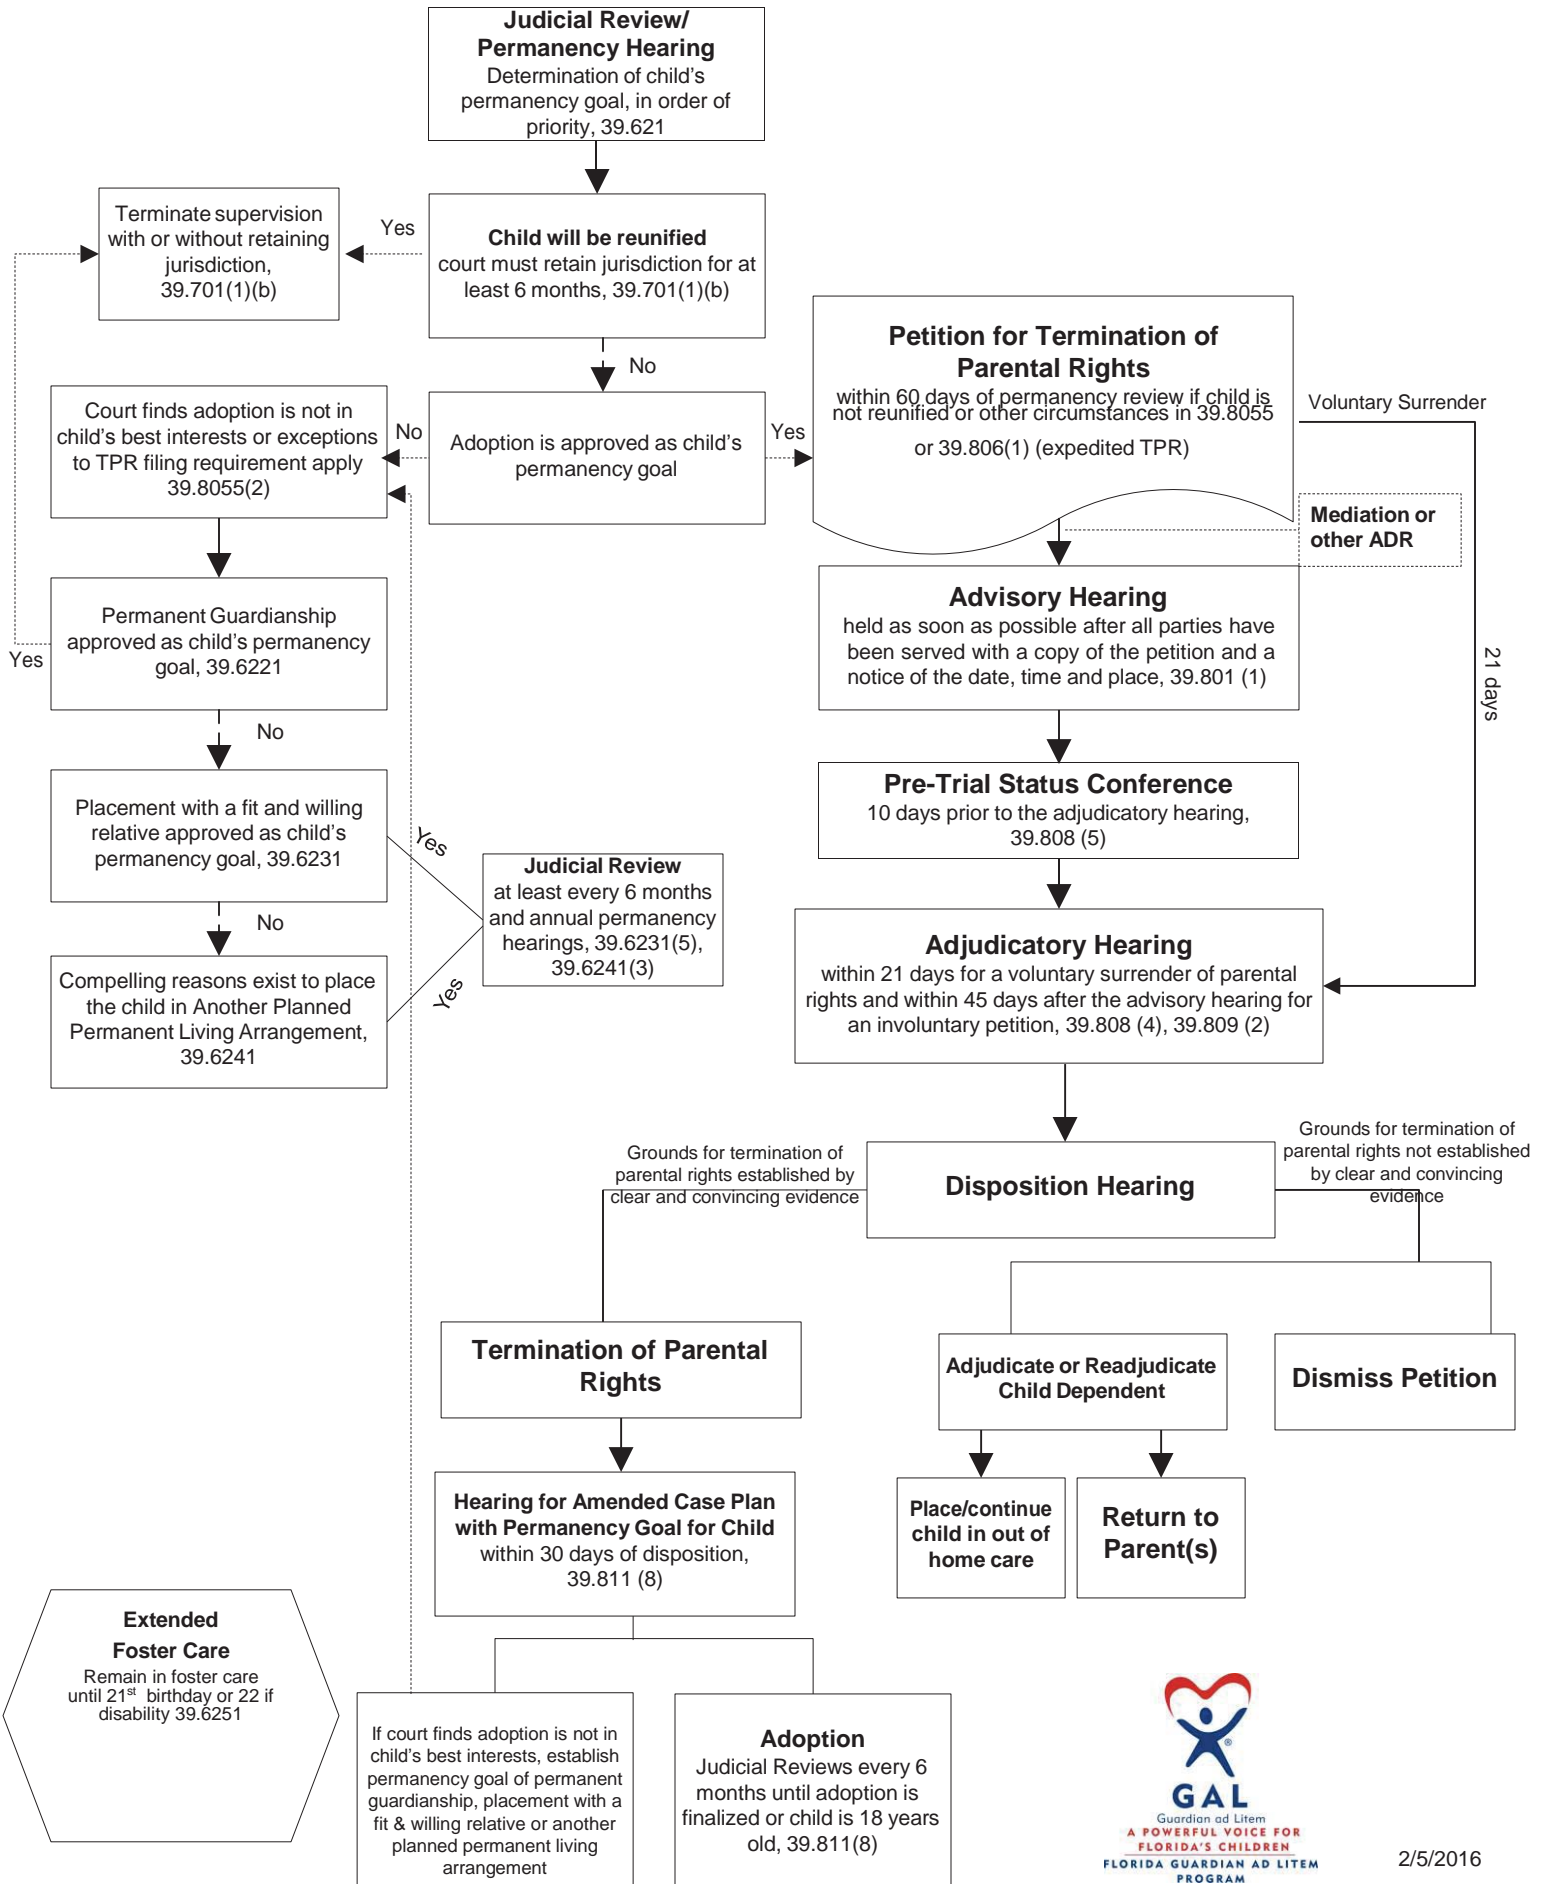 Judicial Review/
Permanency Hearing
Determination of child's
permanency goal, in order of
priority, 39.621
Terminate supervision
with or without retaining
jurisdiction,
39.701(1)(b)
Yes
Child will be reunified
court must retain jurisdiction for at
least 6 months, 39.701(1)(b)
No
Petition for Termination of
Parental Rights
within 60 days of permanency review if child is
not reunified or other circumstances in 39.8055
or 39.806(1) (expedited TPR)
Voluntary Surrender
Court finds adoption is not in
child's best interests or exceptions
to TPR filing requirement apply
39.8055(2)
No
Adoption is approved as child's
permanency goal
Yes
Mediation or
other ADR
Advisory Hearing
held as soon as possible after all parties have
been served with a copy of the petition and a
notice of the date, time and place, 39.801 (1)
21 days
Permanent Guardianship
approved as child's permanency
goal, 39.6221
Yes
No
Pre-Trial Status Conference
10 days prior to the adjudicatory hearing,
39.808 (5)
Placement with a fit and willing
relative approved as child's
permanency goal, 39.6231
Yes
No
Judicial Review
at least every 6 months
and annual permanency
hearings, 39.6231(5),
39.6241(3)
Compelling reasons exist to place
the child in Another Planned
Permanent Living Arrangement,
39.6241
Yes
Adjudicatory Hearing
within 21 days for a voluntary surrender of parental
rights and within 45 days after the advisory hearing for
an involuntary petition, 39.808 (4), 39.809 (2)
Grounds for termination of
parental rights established by
clear and convincing evidence
Disposition Hearing
Grounds for termination of
parental rights not established
by clear and convincing
evidence
Termination of Parental
Rights
Adjudicate or Readjudicate
Child Dependent
Dismiss Petition
Hearing for Amended Case Plan
with Permanency Goal for Child
within 30 days of disposition,
39.811 (8)
Place/continue
child in out of
home care
Return to
Parent(s)
Extended
Foster Care
Remain in foster care
until 21st birthday or 22 if
disability 39.6251
If court finds adoption is not in
child's best interests, establish
permanency goal of permanent
guardianship, placement with a
fit & willing relative or another
planned permanent living
arrangement
Adoption
Judicial Reviews every 6
months until adoption is
finalized or child is 18 years
old, 39.811(8)
®
GAL
Guardian ad Litem
A POWERFUL VOICE FOR
FLORIDA'S CHILDREN
FLORIDA GUARDIAN AD LITEM
PROGRAM
2/5/2016